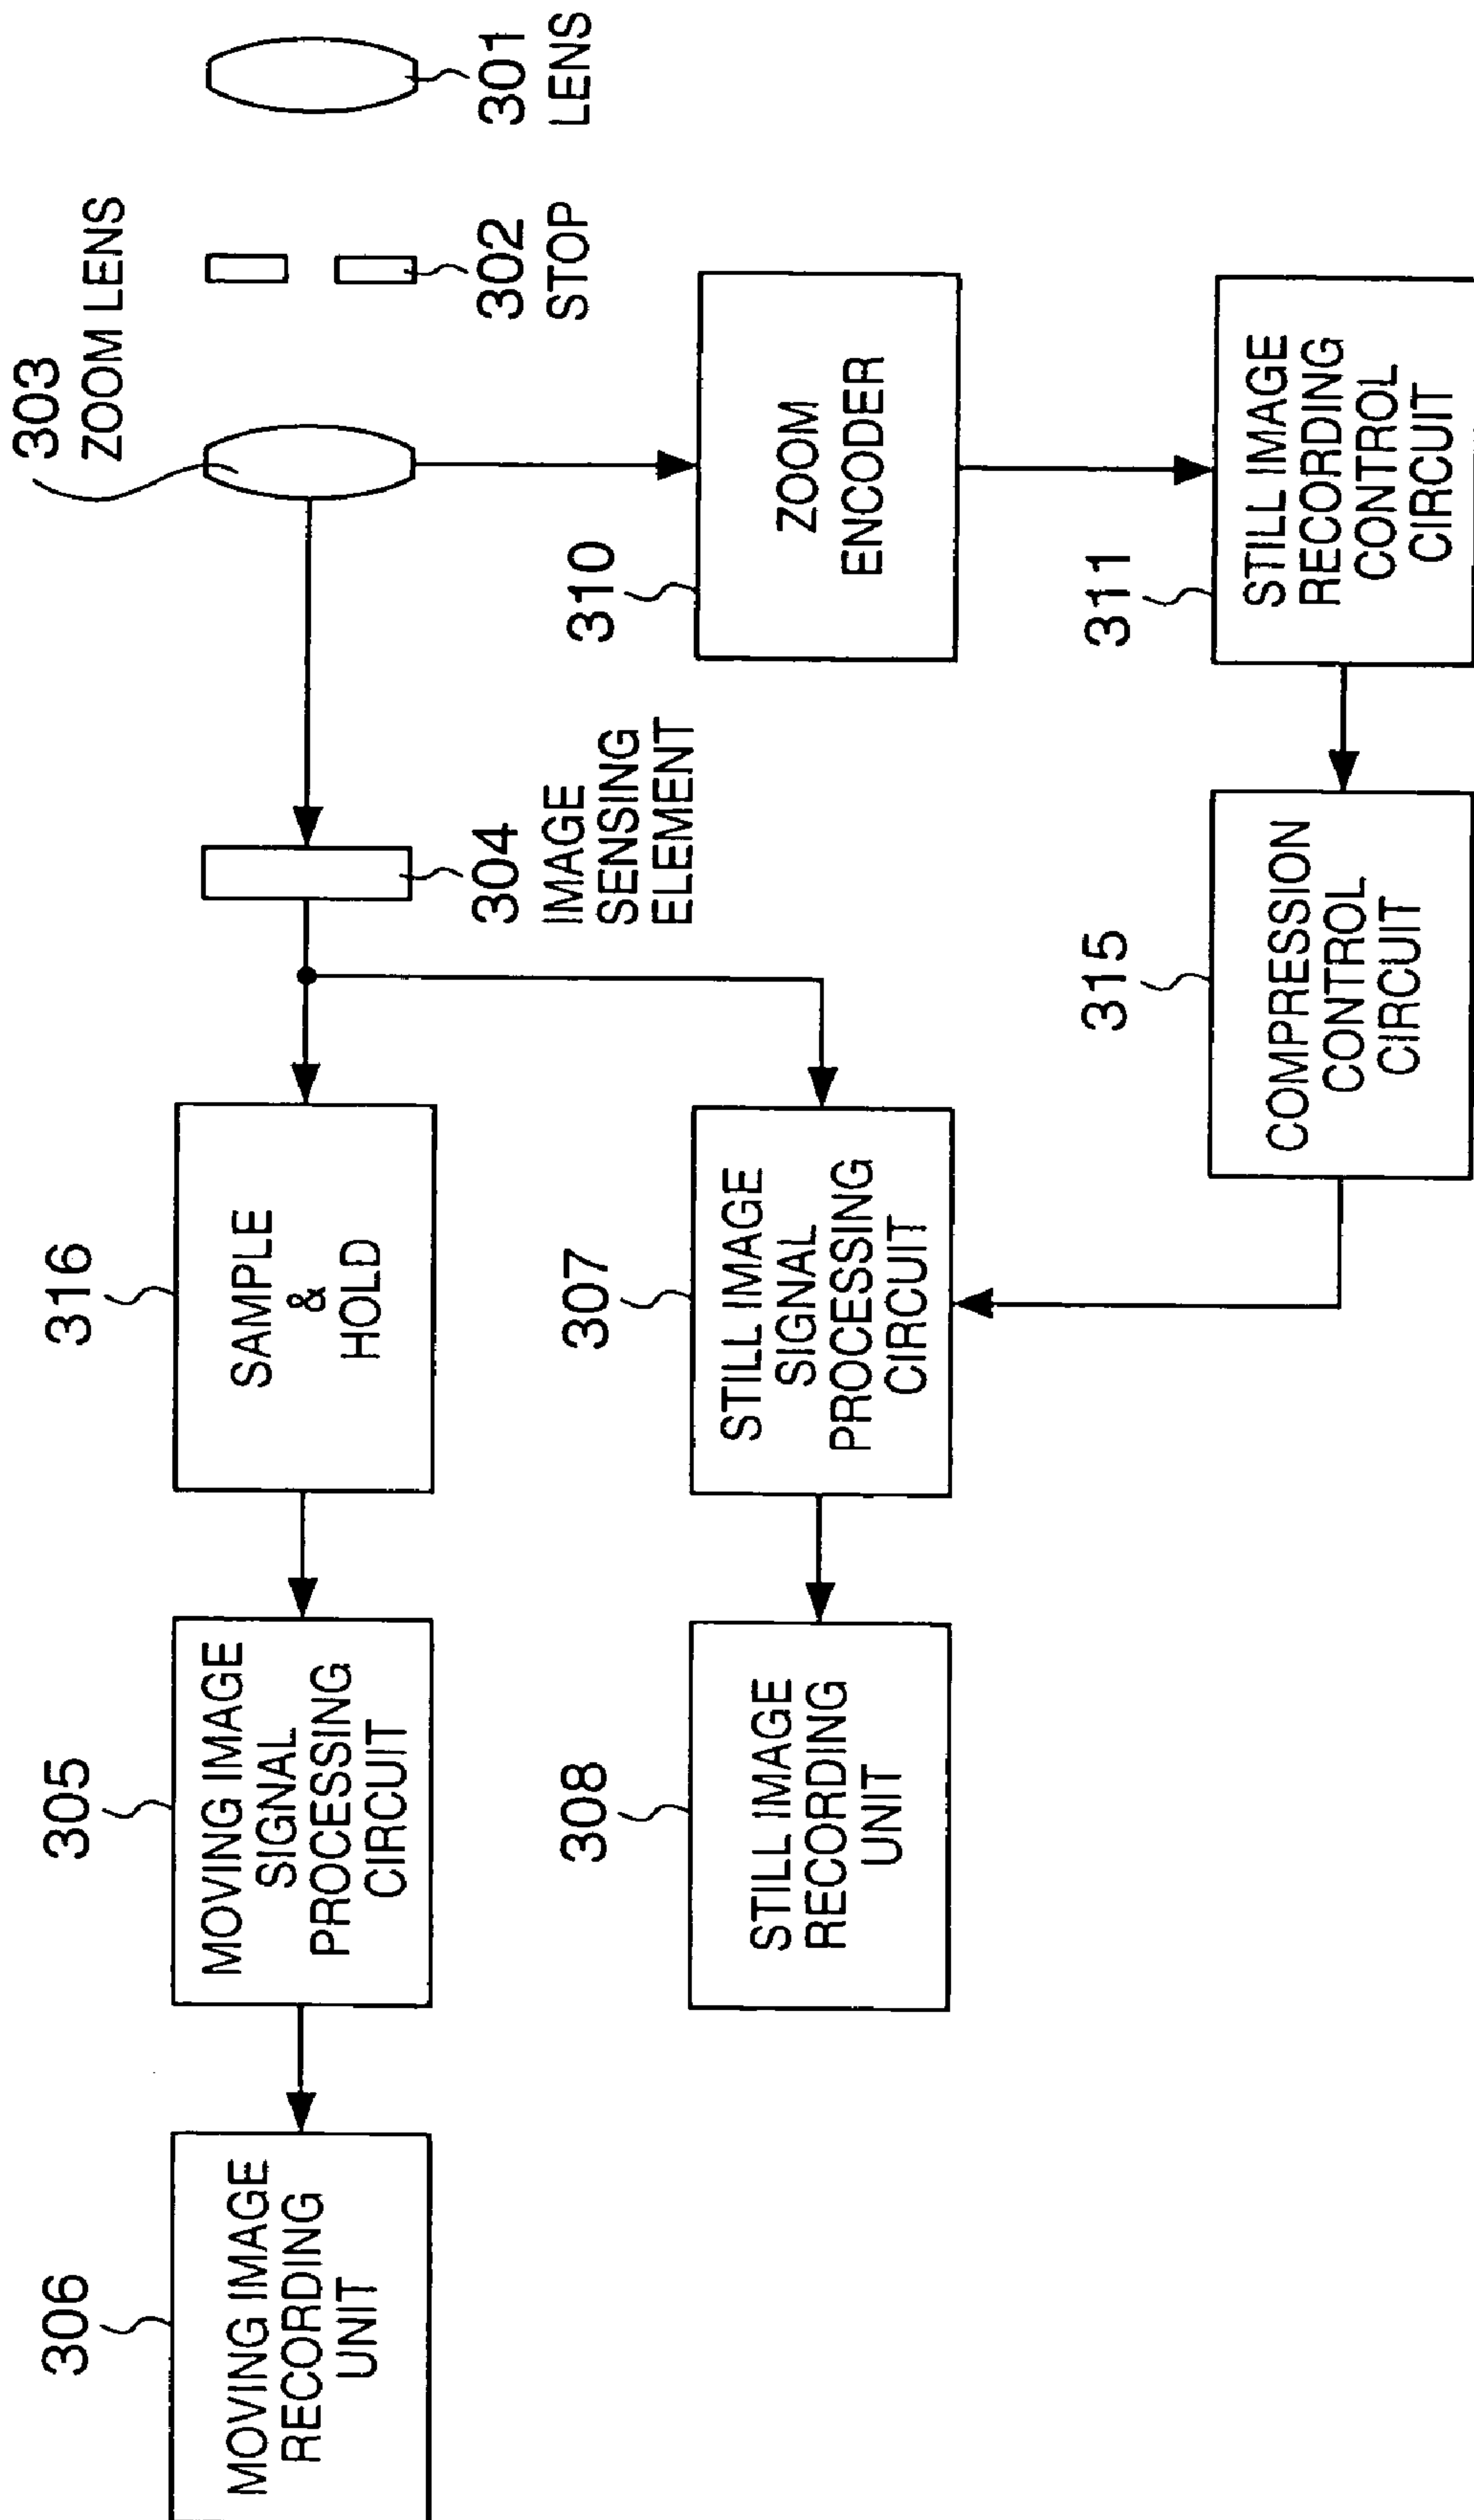 303
ZOOM LENS
301
LENS
302
STOP
304
IMAGE
SENSING
ELEMENT
316
SAMPLE
&
HOLD
305
MOVING IMAGE
SIGNAL
PROCESSING
CIRCUIT
306
MOVING IMAGE
RECORDING
UNIT
310
ZOOM
ENCODER
307
STILL IMAGE
SIGNAL
PROCESSING
CIRCUIT
308
STILL IMAGE
RECORDING
UNIT
311
STILL IMAGE
RECORDING
CONTROL
CIRCUIT
315
COMPRESSION
CONTROL
CIRCUIT